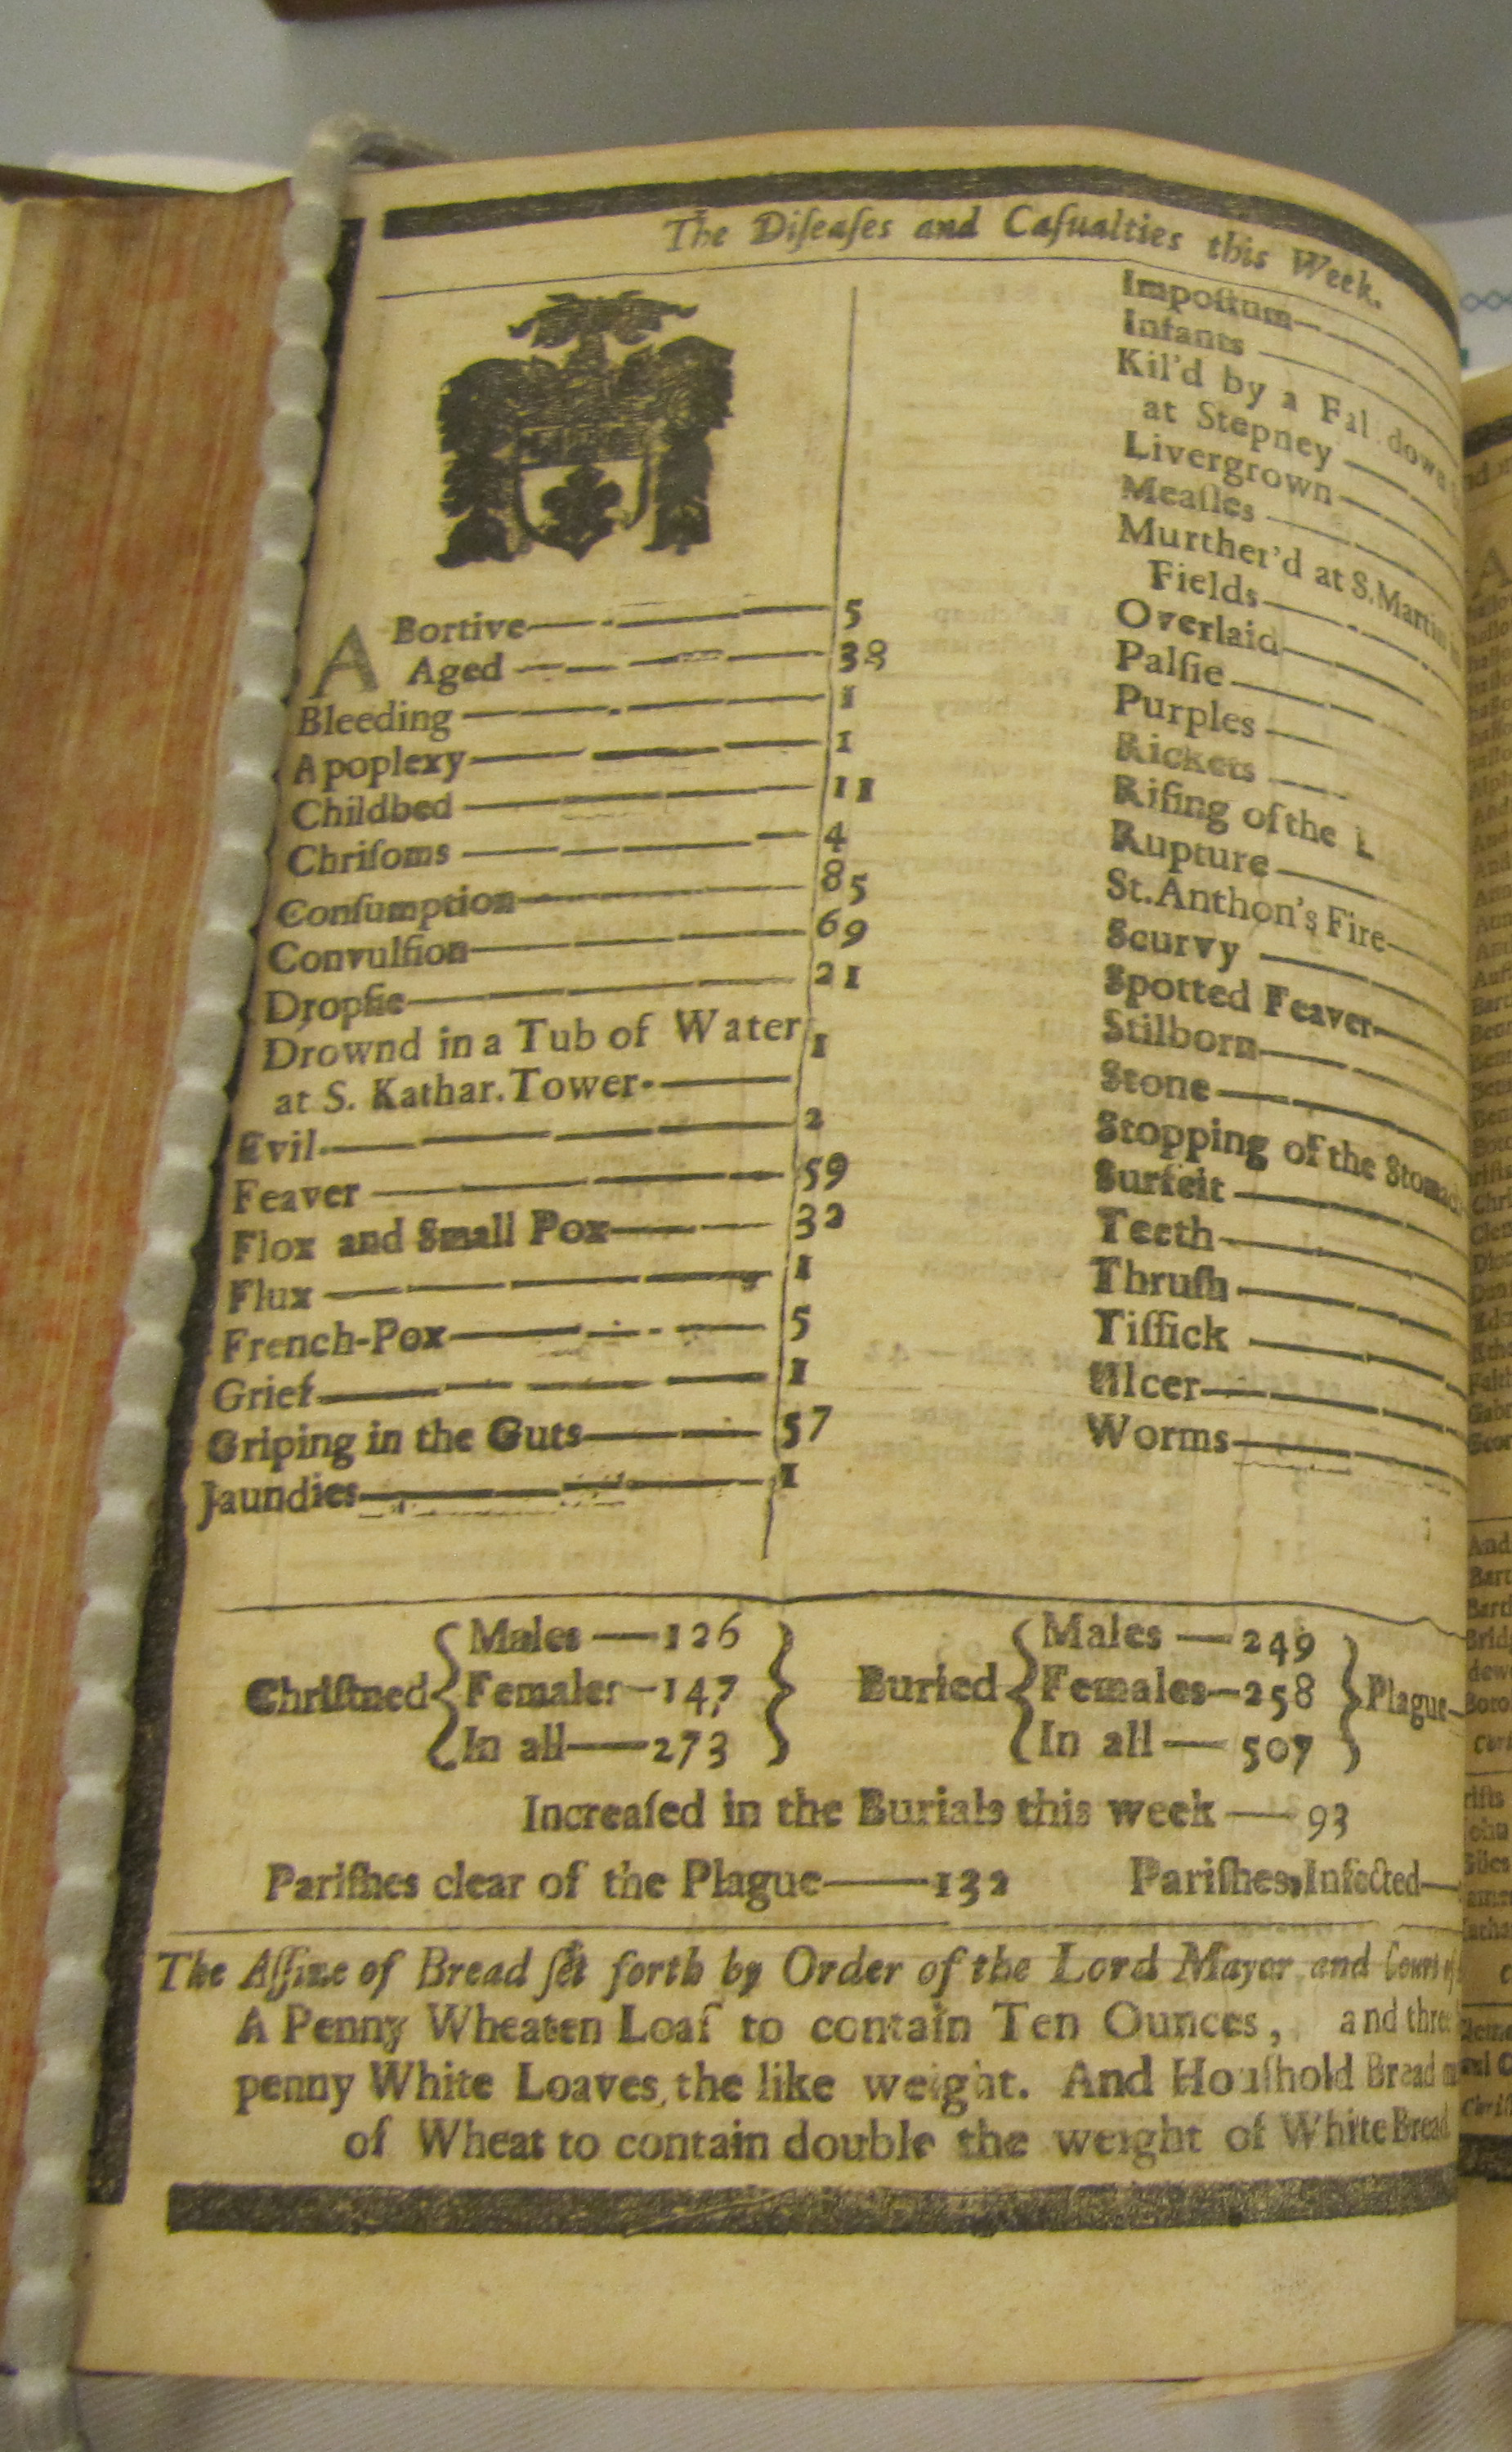 The Diſeaſes and Caſualties this Week.
ABortive 5
Aged 38
Bleeding 1
Apoplexy 1
Childbed 11
Chriſoms 4
Conſumption 85
Convulſion 69
Dropſie 21
Drownd in a Tub of Water
at S. Kathar. Tower 1
Evil 2
Feaver 59
Flox and Small Pox 32
Flux 1
French-Pox 5
Grief 1
Griping in the Guts 57
Jaundies 1
Impoſtum
Infants
Kil'd by a Fal down
at Stepney
Livergrown
Meaſles
Murther'd at S. Martin
Fields
Overlaid
Palſie
Purples
Rickets
Riſing of the
Rupture
St. Anthon's Fire
Scurvy
Spotted Feaver
Stilborn
Stone
Stopping of the Stomac
Surfeit
Teeth
Thruſh
Tiſſick
Ulcer
Worms
Chriſtned { Males — 126
Females — 147
In all — 273 }
Buried { Males — 249
Females — 258
In all — 507 } Plague
Increaſed in the Burials this week — 93
Pariſhes clear of the Plague — 132 Pariſhes Infected —
The Aſſize of Bread ſet forth by Order of the Lord Mayor and Court of
A Penny Wheaten Loaf to contain Ten Ounces, and three
penny White Loaves, the like weight. And Houſhold Bread
of Wheat to contain double the weight of White Bread